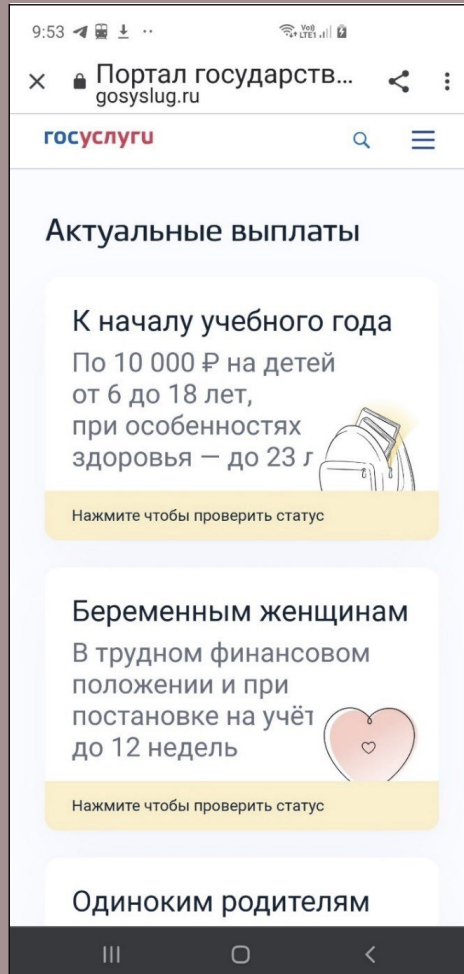 9:53
Vo))
LTE1
Портал государств...
gosyslug.ru
госуслуги
Актуальные выплаты
К началу учебного года
По 10 000 ₽ на детей
от 6 до 18 лет,
при особенностях
здоровья — до 23 л
Нажмите чтобы проверить статус
Беременным женщинам
В трудном финансовом
положении и при
постановке на учёт
до 12 недель
Нажмите чтобы проверить статус
Одиноким родителям